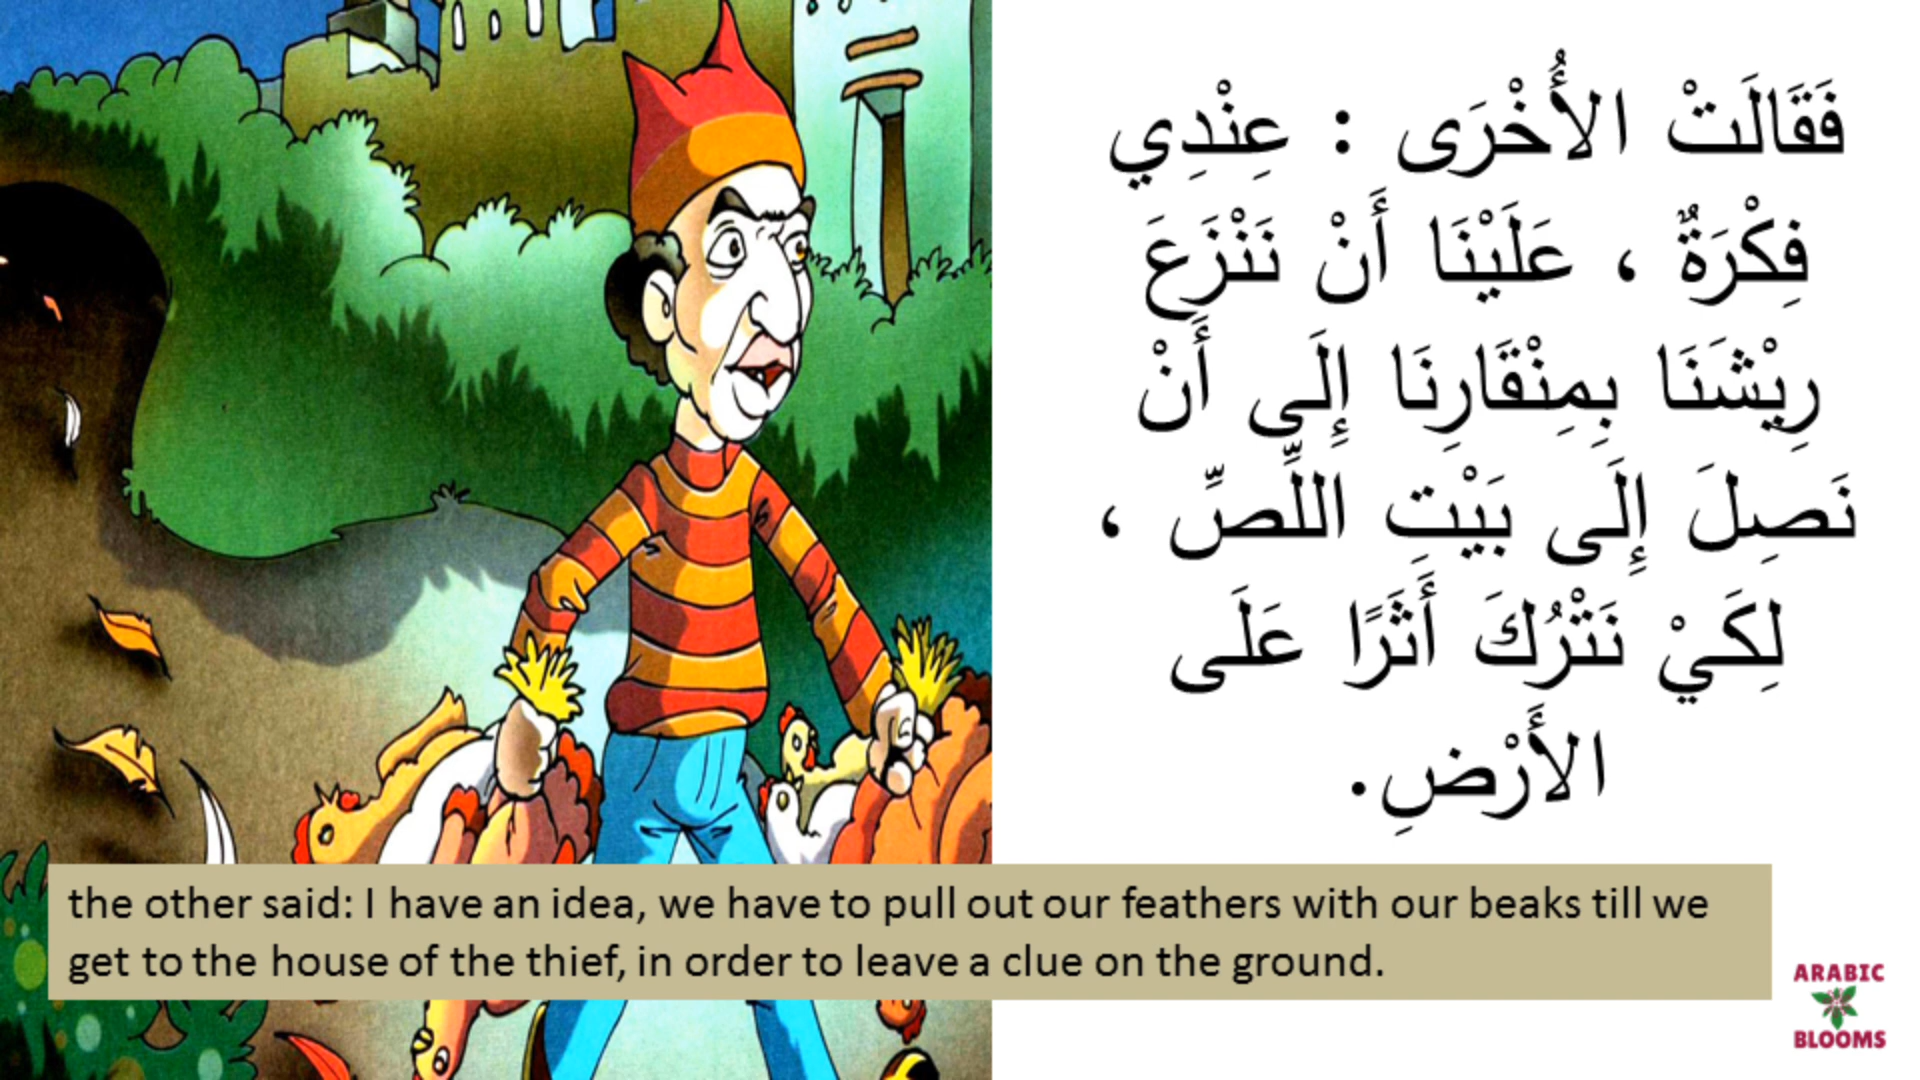 فَقَالَتْ الأُخْرَى : عِنْدِي
فِكْرَةٌ ، عَلَيْنَا أَنْ نَنْزَعَ
رِيْشَنَا بِمِنْقَارِنَا إِلَى أَنْ
نَصِلَ إِلَى بَيْتِ اللِّصِّ ،
لِكَيْ نَتْرُكَ أَثَرًا عَلَى
الأَرْضِ.
the other said: I have an idea, we have to pull out our feathers with our beaks till we
get to the house of the thief, in order to leave a clue on the ground.
ARABIC
BLOOMS